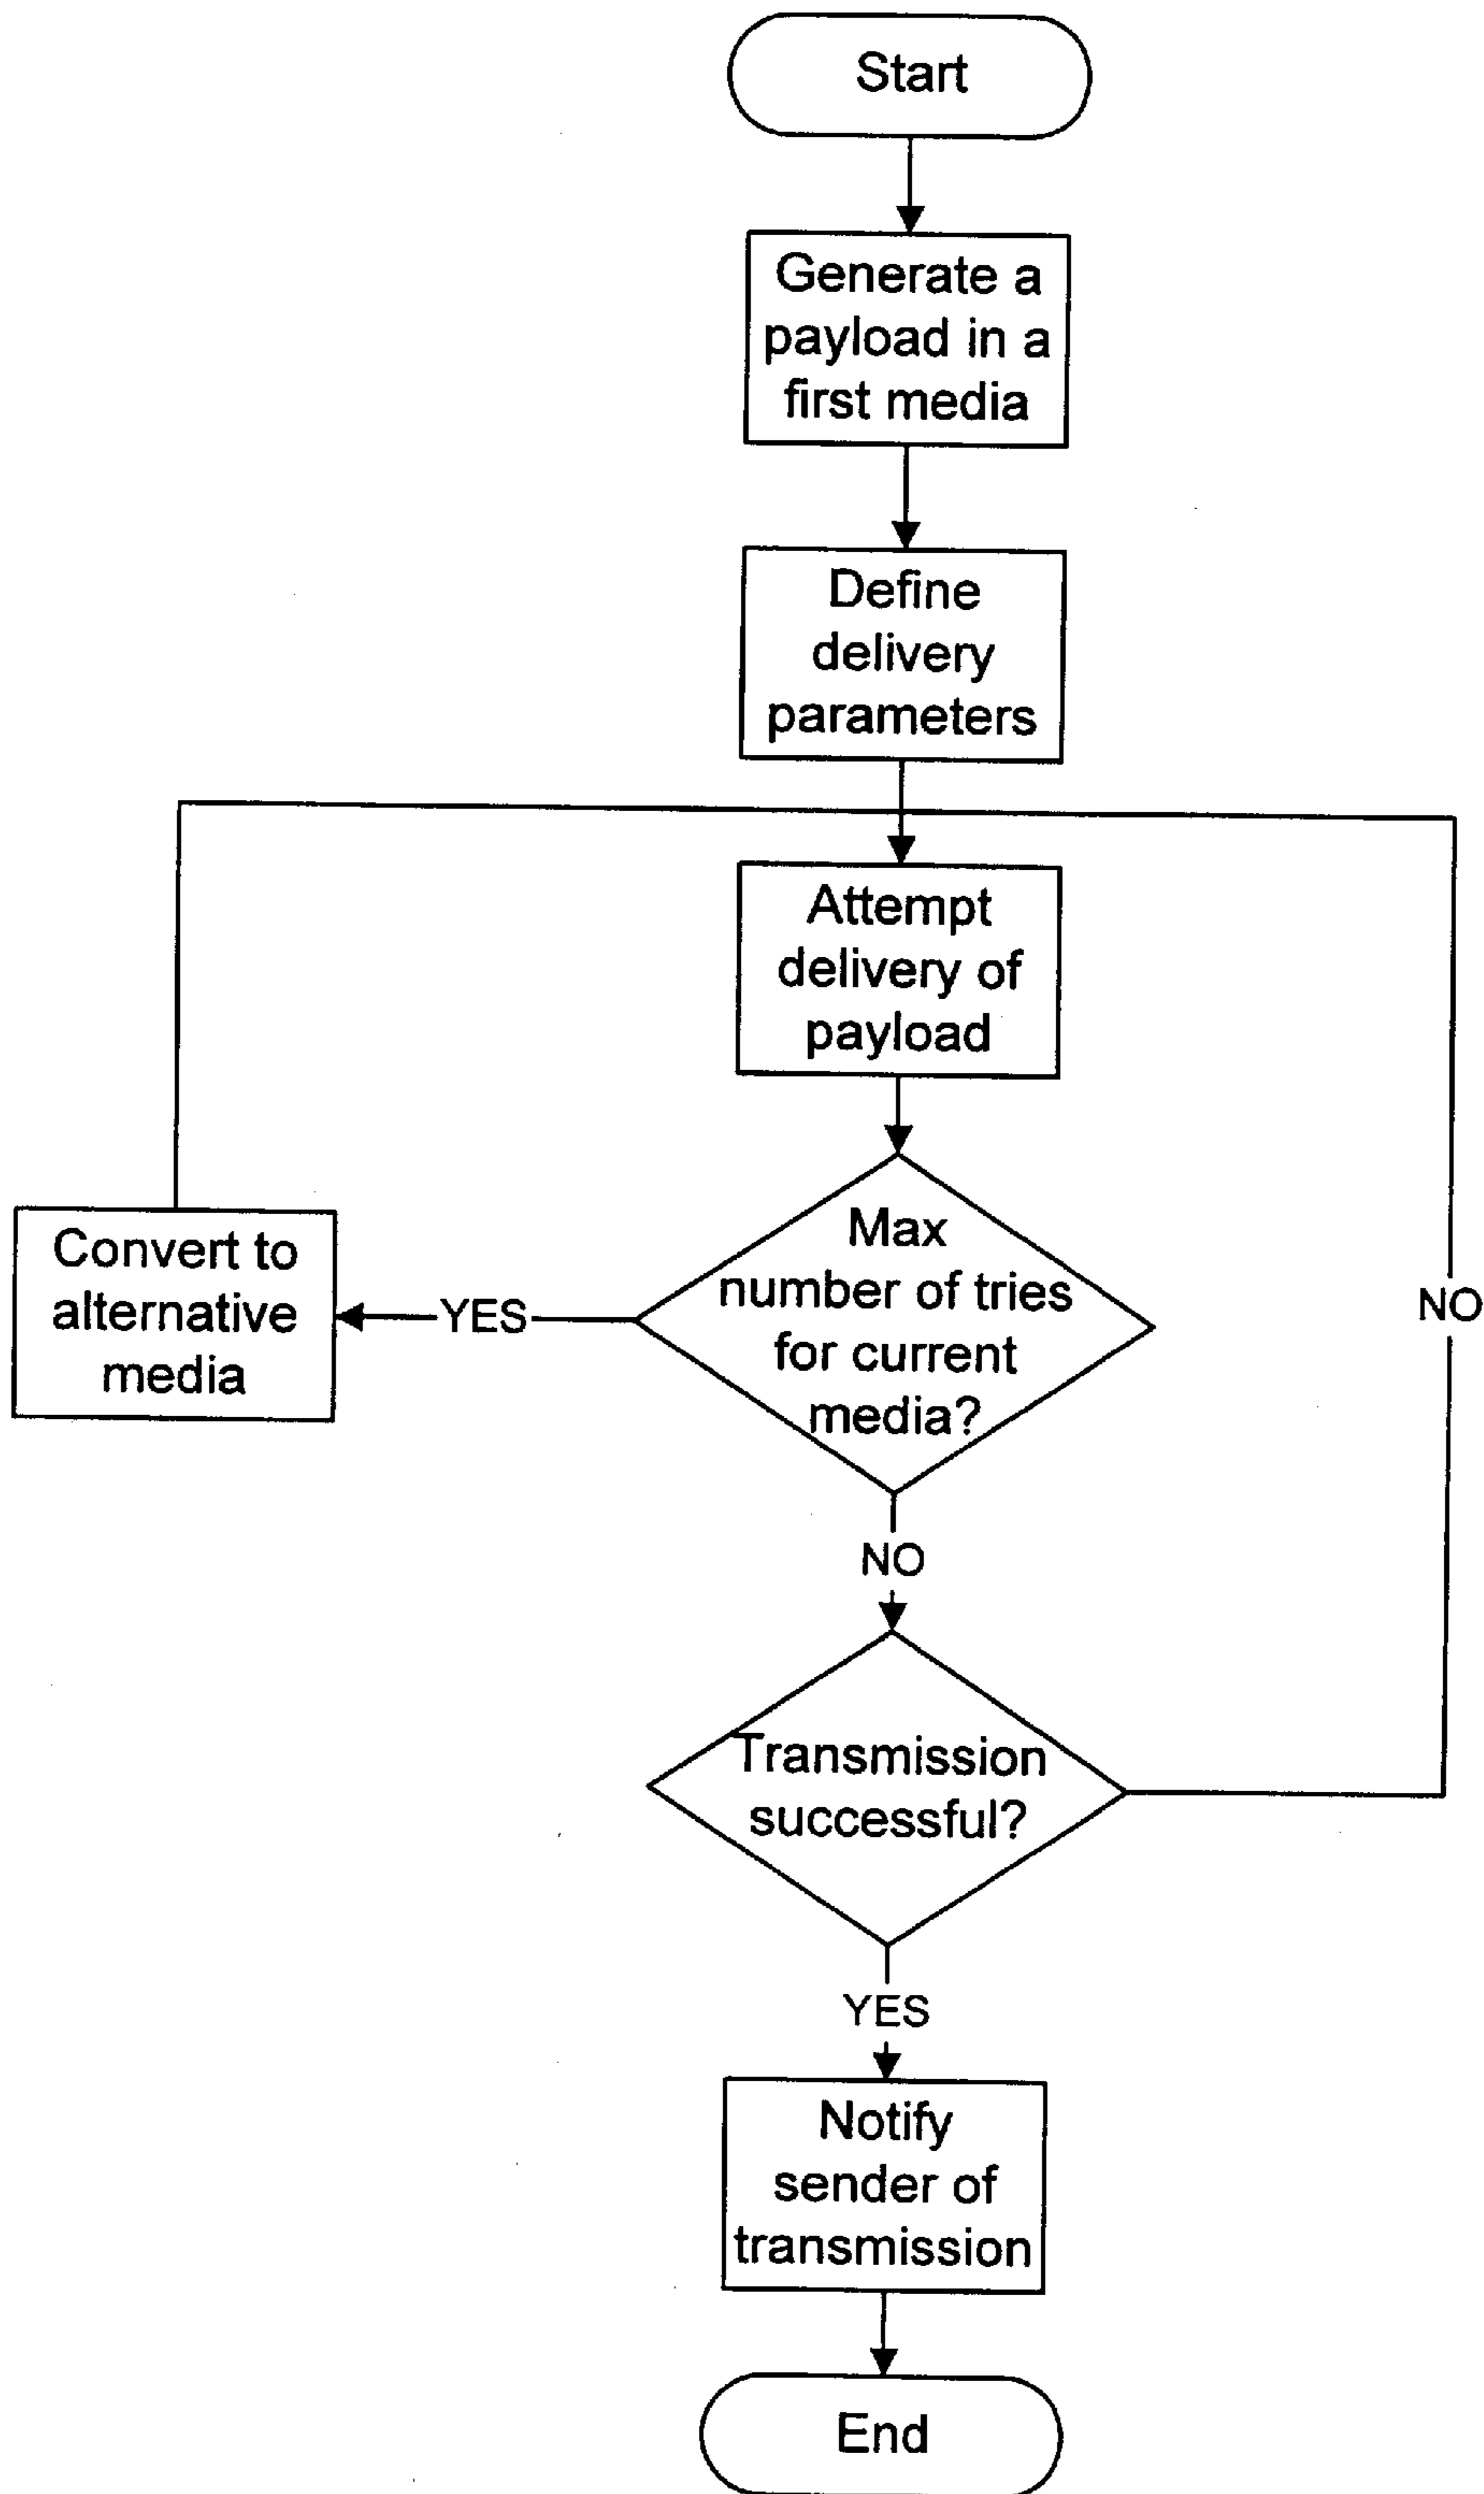 Start
Generate a
payload in a
first media
Define
delivery
parameters
Attempt
delivery of
payload
Max
number of tries
for current
media?
YES
Convert to
alternative
media
NO
NO
Transmission
successful?
YES
Notify
sender of
transmission
End